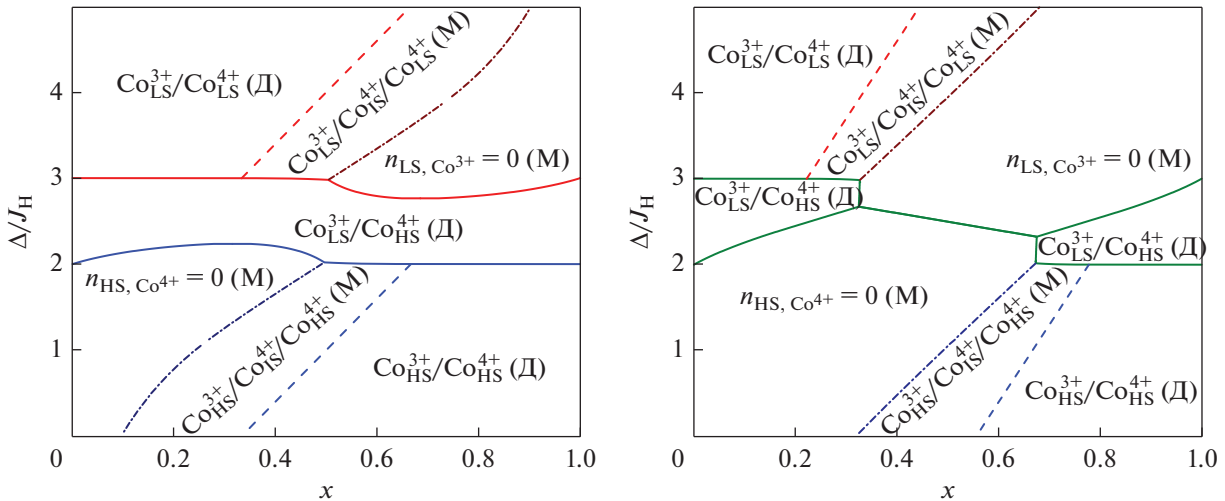 Co³⁺LS/Co⁴⁺LS (Д)
Co³⁺LS/Co⁴⁺IS/Co⁴⁺LS (М)
n LS, Co³⁺ = 0 (М)
Co³⁺LS/Co⁴⁺HS (Д)
n HS, Co⁴⁺ = 0 (М)
Co³⁺HS/Co⁴⁺IS/Co⁴⁺HS (М)
Co³⁺HS/Co⁴⁺HS (Д)
Δ/J H
4
3
2
1
0 0.2 0.4 0.6 0.8 1.0
x
Co³⁺LS/Co⁴⁺LS (Д)
Co³⁺LS/Co⁴⁺IS/Co⁴⁺LS (М)
n LS, Co³⁺ = 0 (М)
Co³⁺LS/Co⁴⁺HS (Д)
Co³⁺LS/Co⁴⁺HS (Д)
n HS, Co⁴⁺ = 0 (М)
Co³⁺HS/Co⁴⁺IS/Co⁴⁺HS (М)
Co³⁺HS/Co⁴⁺HS (Д)
Δ/J H
4
3
2
1
0 0.2 0.4 0.6 0.8 1.0
x